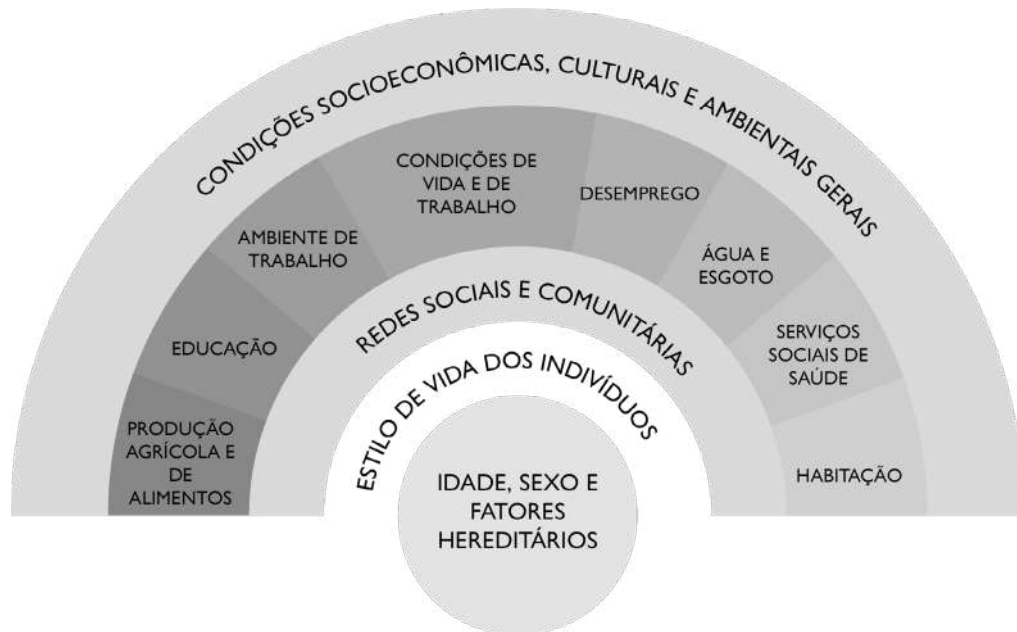 CONDIÇÕES SOCIOECONÔMICAS, CULTURAIS E AMBIENTAIS GERAIS
PRODUÇÃO
AGRÍCOLA E
DE
ALIMENTOS
EDUCAÇÃO
AMBIENTE DE
TRABALHO
CONDIÇÕES DE
VIDA E DE
TRABALHO
DESEMPREGO
ÁGUA E
ESGOTO
SERVIÇOS
SOCIAIS DE
SAÚDE
HABITAÇÃO
REDES SOCIAIS E COMUNITÁRIAS
ESTILO DE VIDA DOS INDIVÍDUOS
IDADE, SEXO E
FATORES
HEREDITÁRIOS